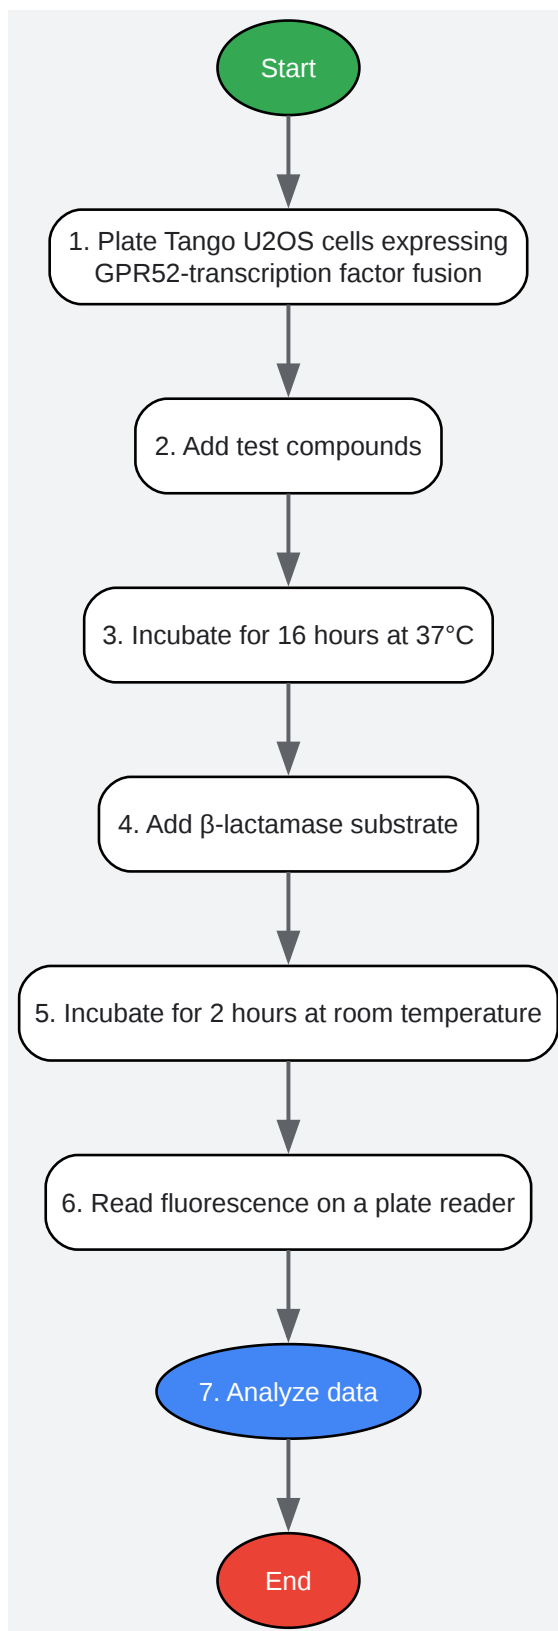 Start
1. Plate Tango U2OS cells expressing
GPR52-transcription factor fusion
2. Add test compounds
3. Incubate for 16 hours at 37°C
4. Add β-lactamase substrate
5. Incubate for 2 hours at room temperature
6. Read fluorescence on a plate reader
7. Analyze data
End